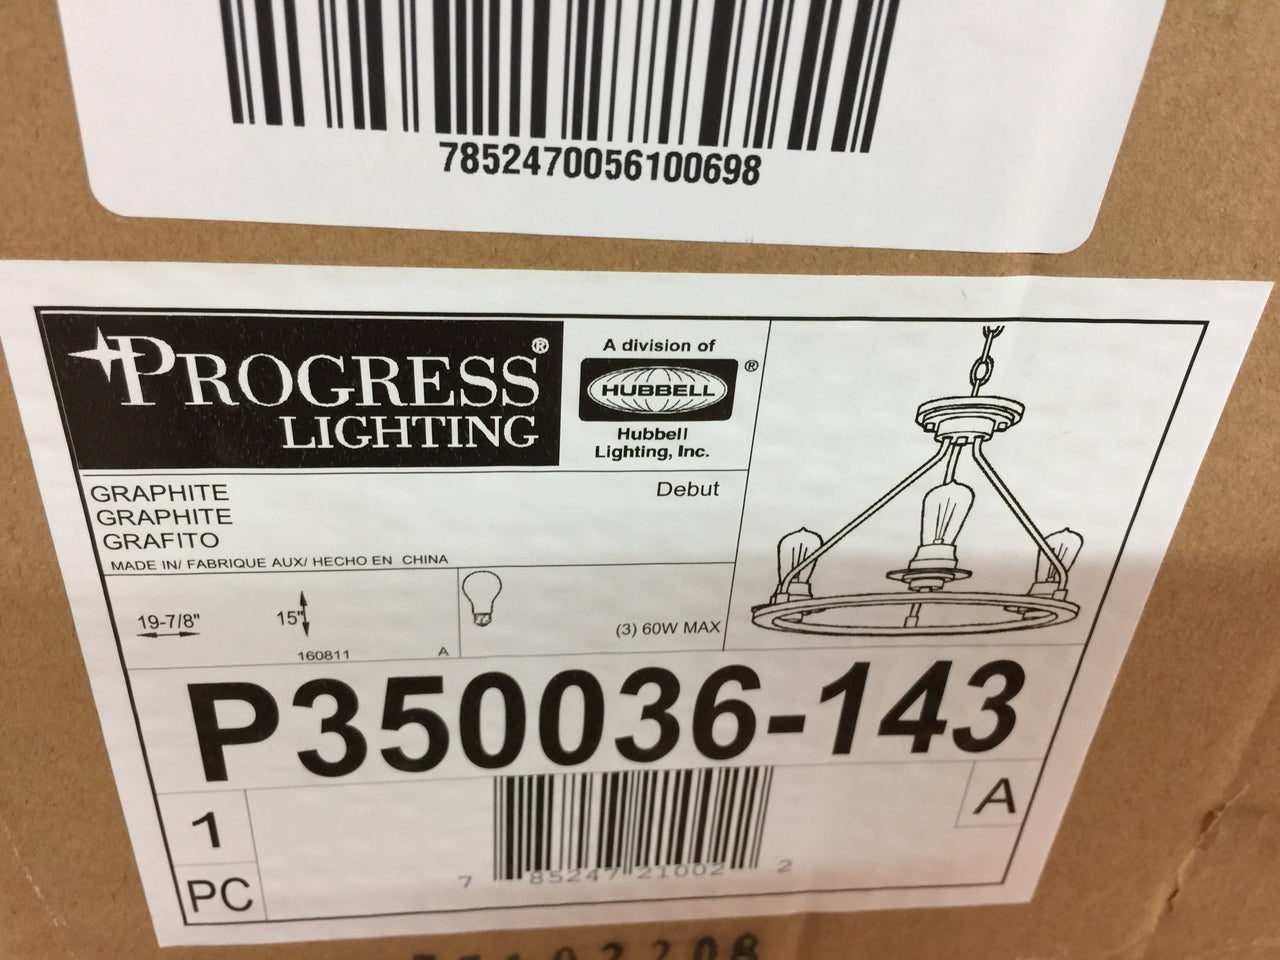 7852470056100698
PROGRESS®
LIGHTING
A division of
HUBBELL®
Hubbell
Lighting, Inc.
GRAPHITE
GRAPHITE
GRAFITO
Debut
MADE IN/ FABRIQUE AUX/ HECHO EN CHINA
19-7/8"
15"
160811
A
(3) 60W MAX
P350036-143
1
PC
A
7 85247 21002 2